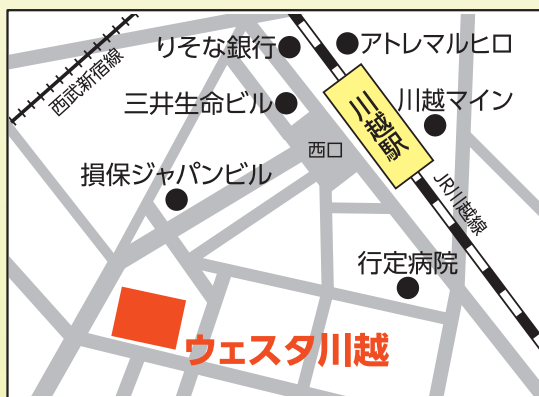 りそな銀行
アトレマルヒロ
西武新宿線
三井生命ビル
川越駅
川越マイン
西口
損保ジャパンビル
JR川越線
行定病院
ウェスタ川越